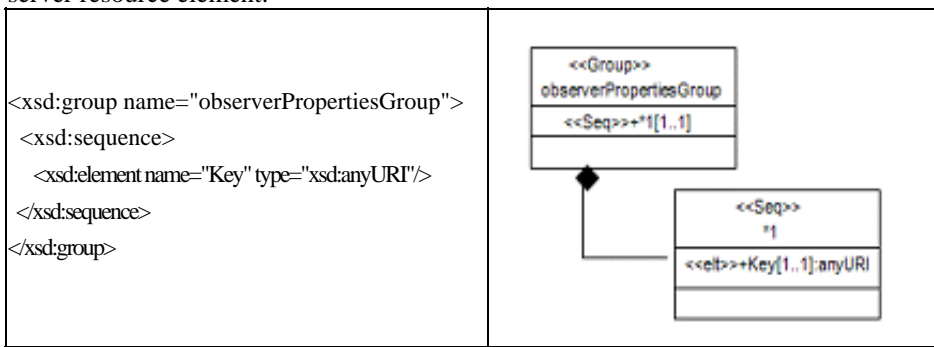 server resource element.
<xsd:group name="observerPropertiesGroup">
<xsd:sequence>
<xsd:element name="Key" type="xsd:anyURI"/>
</xsd:sequence>
</xsd:group>
<<Group>>
observerPropertiesGroup
<<Seq>>+*1[1..1]
<<Seq>>
*1
<<elt>>+Key[1..1]:anyURI